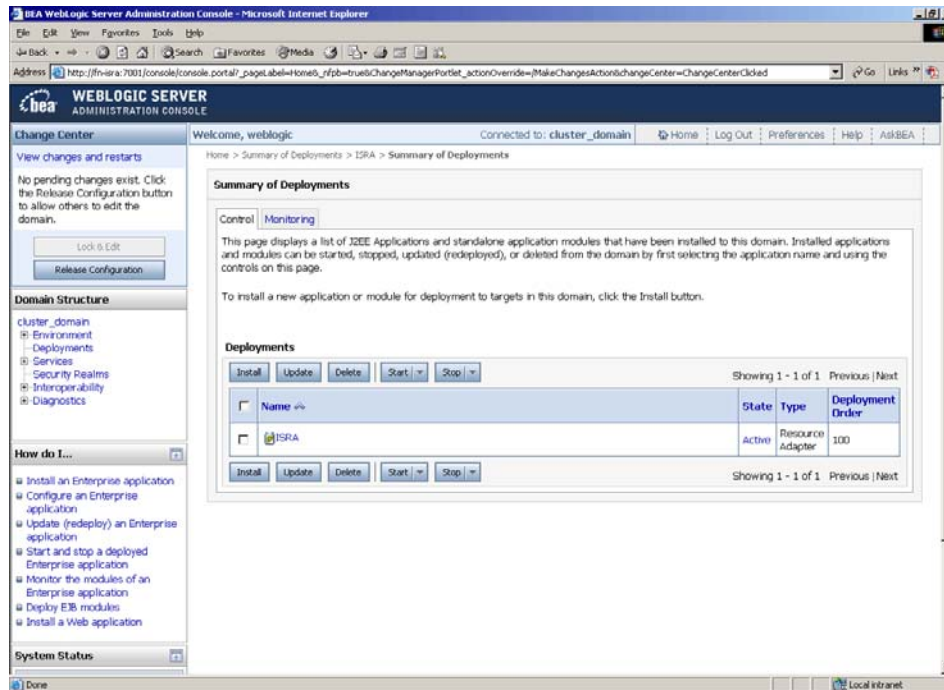 BEA WebLogic Server Administration Console - Microsoft Internet Explorer
File Edit View Favorites Tools Help
Back Search Favorites Media
Address http://fn-isra:7001/console/console.portal?_pageLabel=Home&_nfpb=true&ChangeManagerPortlet_actionOverride=/MakeChangesAction&changeCenter=ChangeCenterClicked Go Links »
bea WEBLOGIC SERVER
ADMINISTRATION CONSOLE
Change Center
Welcome, weblogic Connected to: cluster_domain Home Log Out Preferences Help AskBEA
View changes and restarts
No pending changes exist. Click
the Release Configuration button
to allow others to edit the
domain.
Lock & Edit
Release Configuration
Domain Structure
cluster_domain
Environment
Deployments
Services
Security Realms
Interoperability
Diagnostics
How do I...
Install an Enterprise application
Configure an Enterprise
application
Update (redeploy) an Enterprise
application
Start and stop a deployed
Enterprise application
Monitor the modules of an
Enterprise application
Deploy EJB modules
Install a Web application
System Status
Home > Summary of Deployments > ISRA > Summary of Deployments
Summary of Deployments
Control Monitoring
This page displays a list of J2EE Applications and standalone application modules that have been installed to this domain. Installed applications
and modules can be started, stopped, updated (redeployed), or deleted from the domain by first selecting the application name and using the
controls on this page.
To install a new application or module for deployment to targets in this domain, click the Install button.
Deployments
Install Update Delete Start Stop Showing 1 - 1 of 1 Previous | Next
Name State Type Deployment Order
ISRA Active Resource Adapter 100
Install Update Delete Start Stop Showing 1 - 1 of 1 Previous | Next
Done Local intranet